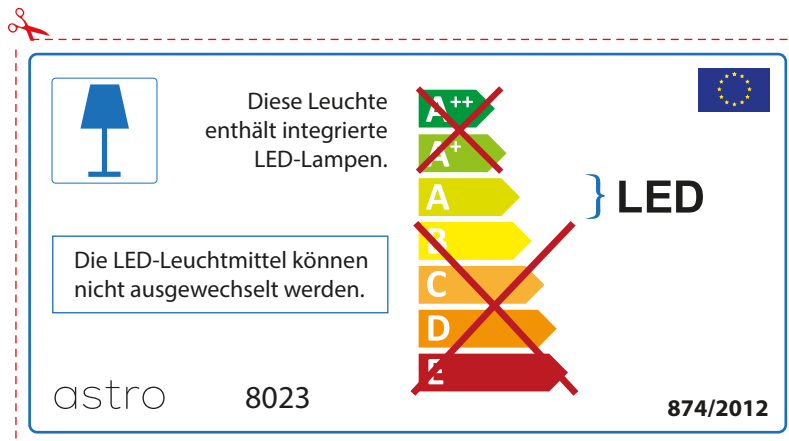 Diese Leuchte
enthält integrierte
LED-Lampen.
Die LED-Leuchtmittel können
nicht ausgewechselt werden.
A++
A+
A
B
C
D
E
LED
astro
8023
874/2012